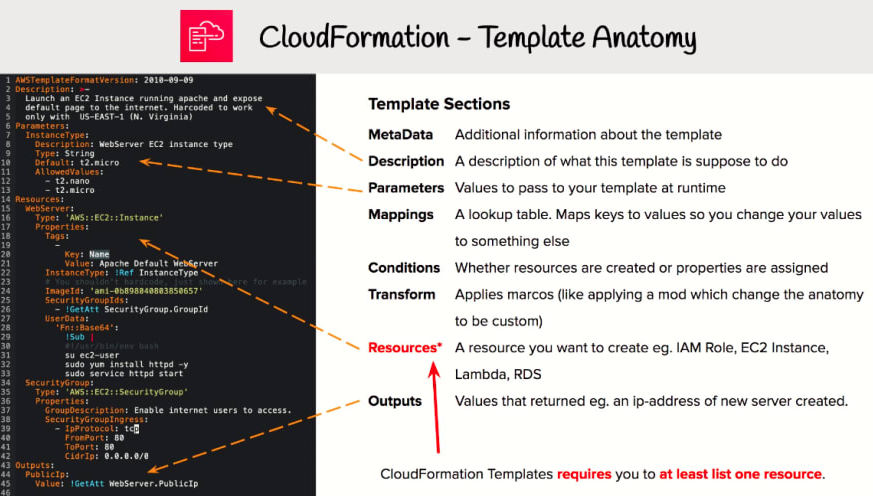 CloudFormation - Template Anatomy
1 AWSTemplateFormatVersion: 2010-09-09
2 Description: >-
3 Launch an EC2 Instance running apache and expose
4 default page to the internet. Harcoded to work
5 only with US-EAST-1 (N. Virginia)
6 Parameters:
7 InstanceType:
8 Description: WebServer EC2 instance type
9 Type: String
10 Default: t2.micro
11 AllowedValues:
12 - t2.nano
13 - t2.micro
14 Resources:
15 WebServer:
16 Type: 'AWS::EC2::Instance'
17 Properties:
18 Tags:
19 -
20 Key: Name
21 Value: Apache Default WebServer
22 InstanceType: !Ref InstanceType
23 # You shouldn't hardcode, just shown here for example
24 ImageId: 'ami-0b898040803850657'
25 SecurityGroupIds:
26 - !GetAtt SecurityGroup.GroupId
27 UserData:
28 'Fn::Base64':
29 !Sub |
30 #!/usr/bin/env bash
31 su ec2-user
32 sudo yum install httpd -y
33 sudo service httpd start
34 SecurityGroup:
35 Type: 'AWS::EC2::SecurityGroup'
36 Properties:
37 GroupDescription: Enable internet users to access.
38 SecurityGroupIngress:
39 - IpProtocol: tcp
40 FromPort: 80
41 ToPort: 80
42 CidrIp: 0.0.0.0/0
43 Outputs:
44 PublicIp:
45 Value: !GetAtt WebServer.PublicIp
46
Template Sections
MetaData Additional information about the template
Description A description of what this template is suppose to do
Parameters Values to pass to your template at runtime
Mappings A lookup table. Maps keys to values so you change your values
to something else
Conditions Whether resources are created or properties are assigned
Transform Applies marcos (like applying a mod which change the anatomy
to be custom)
Resources* A resource you want to create eg. IAM Role, EC2 Instance,
Lambda, RDS
Outputs Values that returned eg. an ip-address of new server created.
CloudFormation Templates requires you to at least list one resource.